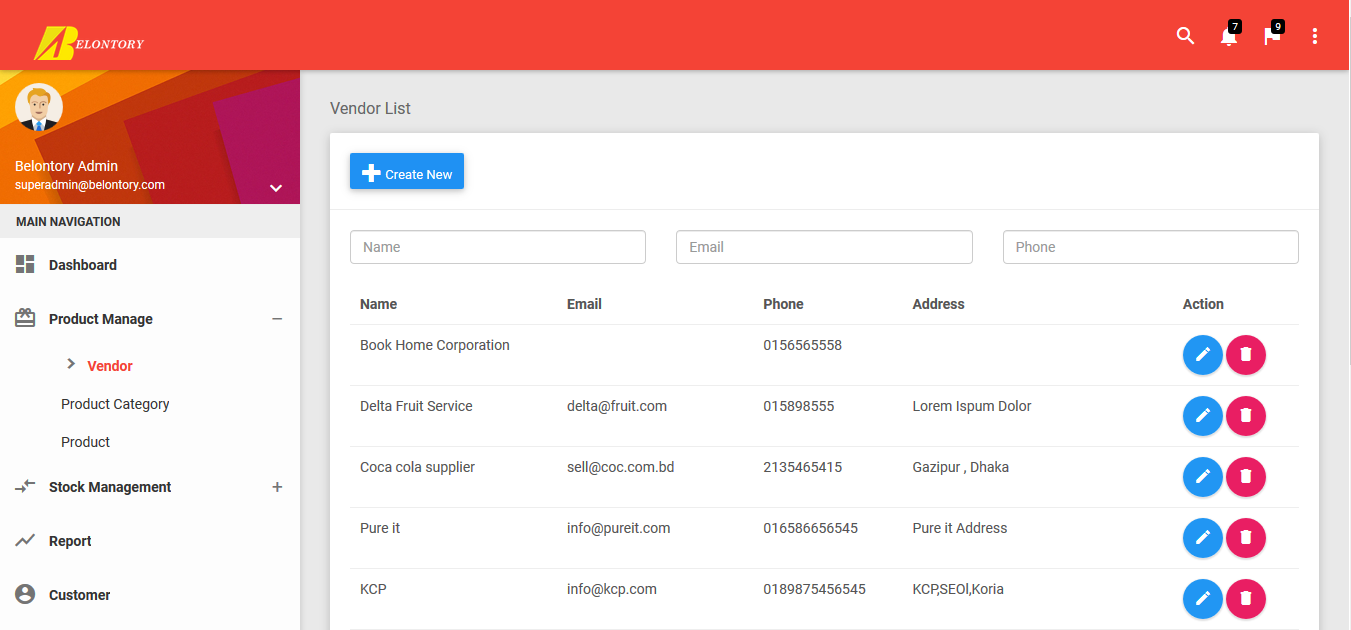 BELONTORY
7
9
Belontory Admin
superadmin@belontory.com
MAIN NAVIGATION
Dashboard
Product Manage
Vendor
Product Category
Product
Stock Management
Report
Customer
Vendor List
Create New
Name Email Phone
Name Email Phone Address Action
Book Home Corporation 0156565558
Delta Fruit Service delta@fruit.com 015898555 Lorem Ispum Dolor
Coca cola supplier sell@coc.com.bd 2135465415 Gazipur , Dhaka
Pure it info@pureit.com 016586656545 Pure it Address
KCP info@kcp.com 0189875456545 KCP,SEOl,Koria